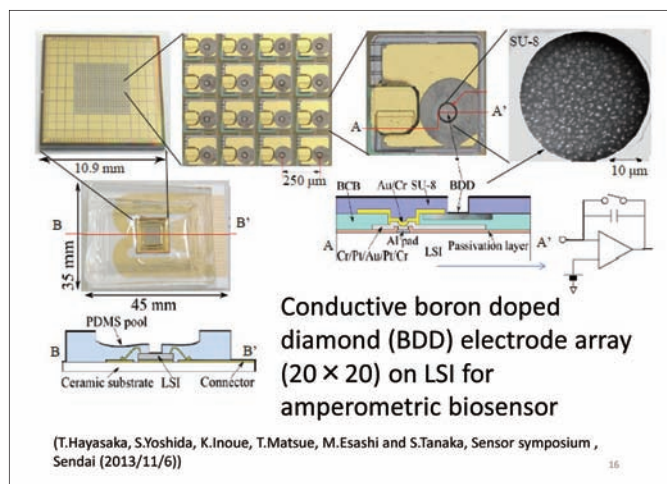 SU-8
A
A'
10.9 mm
250 μm
10 μm
BCB
Au/Cr SU-8
BDD
B
B'
35 mm
45 mm
A
Al pad
Cr/Pt/Au/Pt/Cr
LSI
Passivation layer
A'
PDMS pool
B
B'
Ceramic substrate
LSI
Connector
Conductive boron doped
diamond (BDD) electrode array
(20 × 20) on LSI for
amperometric biosensor
(T.Hayasaka, S.Yoshida, K.Inoue, T.Matsue, M.Esashi and S.Tanaka, Sensor symposium ,
Sendai (2013/11/6))
16